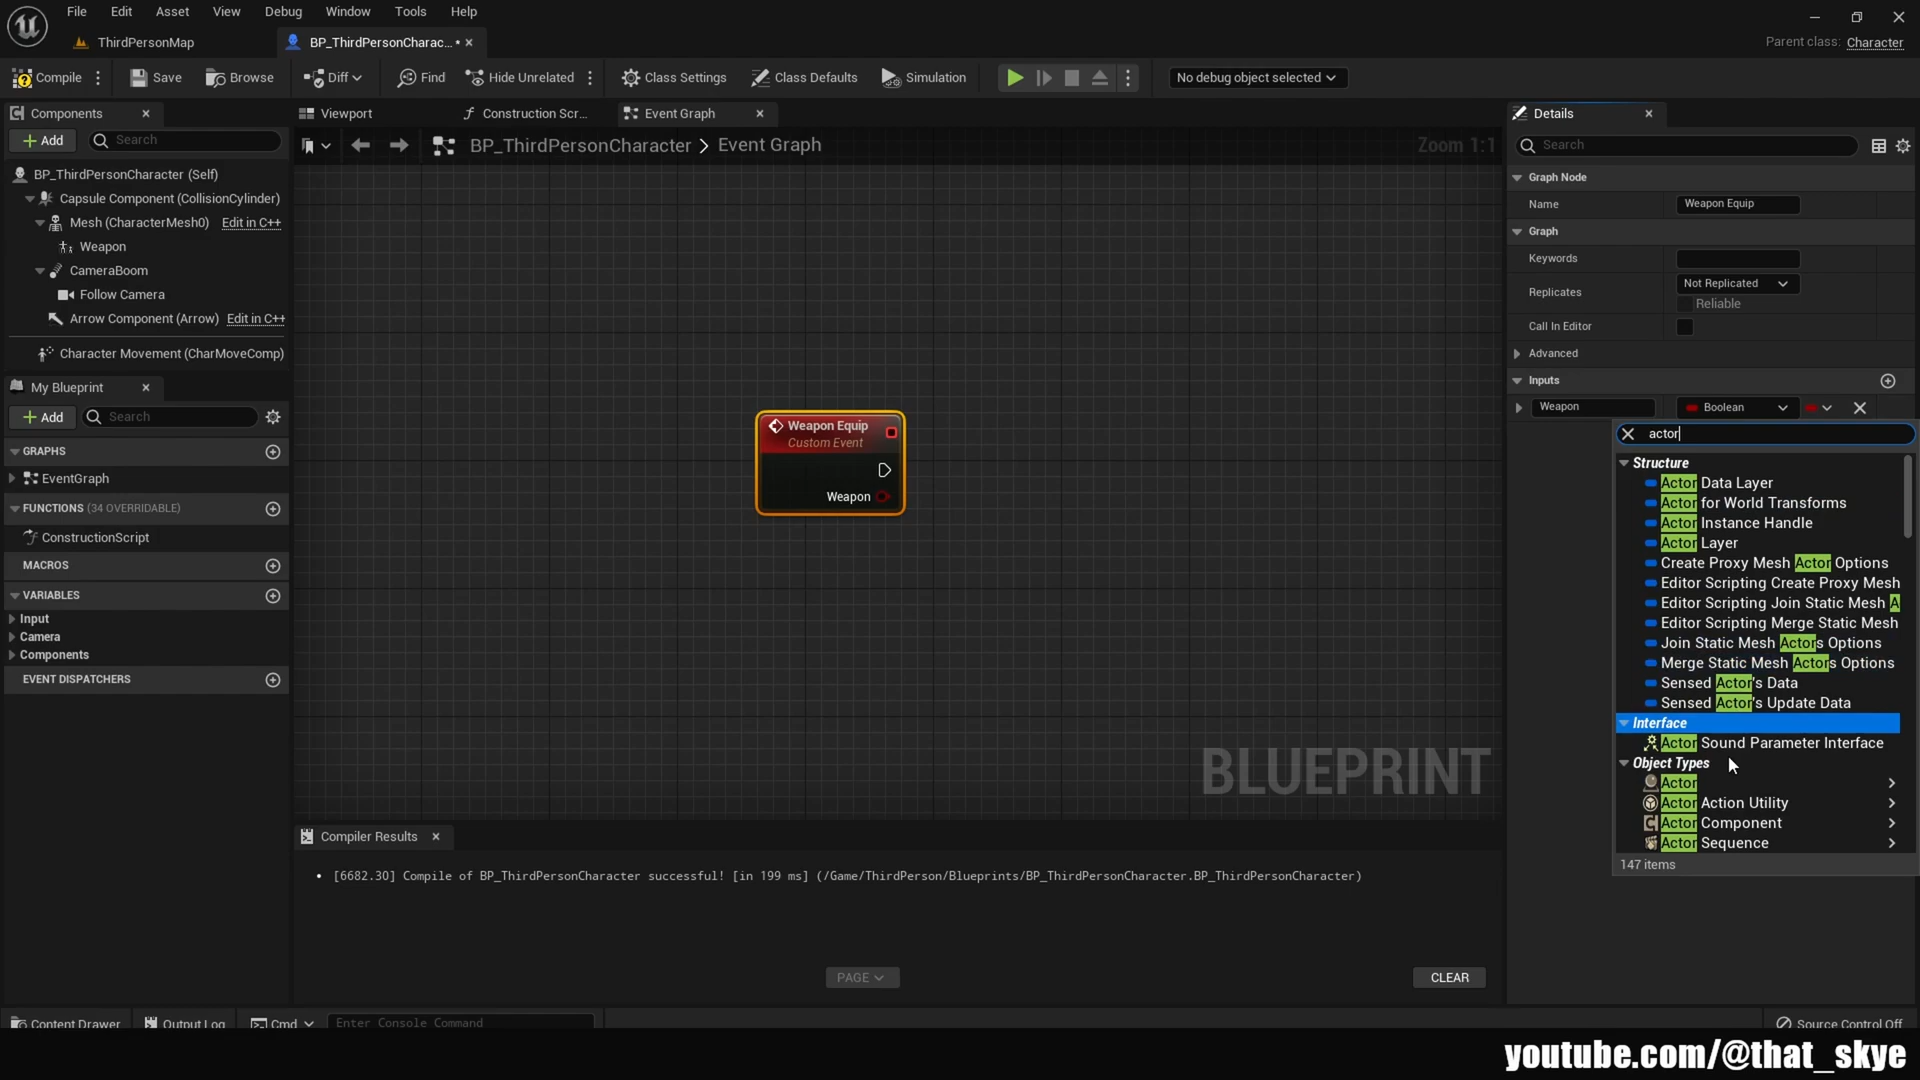 File Edit Asset View Debug Window Tools Help
ThirdPersonMap
BP_ThirdPersonCharac... •
Parent class: Character
Compile
Save
Browse
Diff
Find
Hide Unrelated
Class Settings
Class Defaults
Simulation
No debug object selected
Components
Add
Search
BP_ThirdPersonCharacter (Self)
Capsule Component (CollisionCylinder)
Mesh (CharacterMesh0) Edit in C++
Weapon
CameraBoom
Follow Camera
Arrow Component (Arrow) Edit in C++
Character Movement (CharMoveComp)
My Blueprint
Add
Search
GRAPHS
EventGraph
FUNCTIONS (34 OVERRIDABLE)
ConstructionScript
MACROS
VARIABLES
Input
Camera
Components
EVENT DISPATCHERS
Viewport
Construction Scr...
Event Graph
BP_ThirdPersonCharacter > Event Graph
Zoom 1:1
Weapon Equip
Custom Event
Weapon
BLUEPRINT
Compiler Results
• [6682.30] Compile of BP_ThirdPersonCharacter successful! [in 199 ms] (/Game/ThirdPerson/Blueprints/BP_ThirdPersonCharacter.BP_ThirdPersonCharacter)
PAGE
CLEAR
Details
Search
Graph Node
Name Weapon Equip
Graph
Keywords
Replicates Not Replicated
Reliable
Call In Editor
Advanced
Inputs
Weapon Boolean
actor
Structure
Actor Data Layer
Actor for World Transforms
Actor Instance Handle
Actor Layer
Create Proxy Mesh Actor Options
Editor Scripting Create Proxy Mesh
Editor Scripting Join Static Mesh A
Editor Scripting Merge Static Mesh
Join Static Mesh Actors Options
Merge Static Mesh Actors Options
Sensed Actor's Data
Sensed Actor's Update Data
Interface
Actor Sound Parameter Interface
Object Types
Actor
Actor Action Utility
Actor Component
Actor Sequence
147 items
Content Drawer
Output Log
Cmd
Enter Console Command
Source Control Off
youtube.com/@that_skye